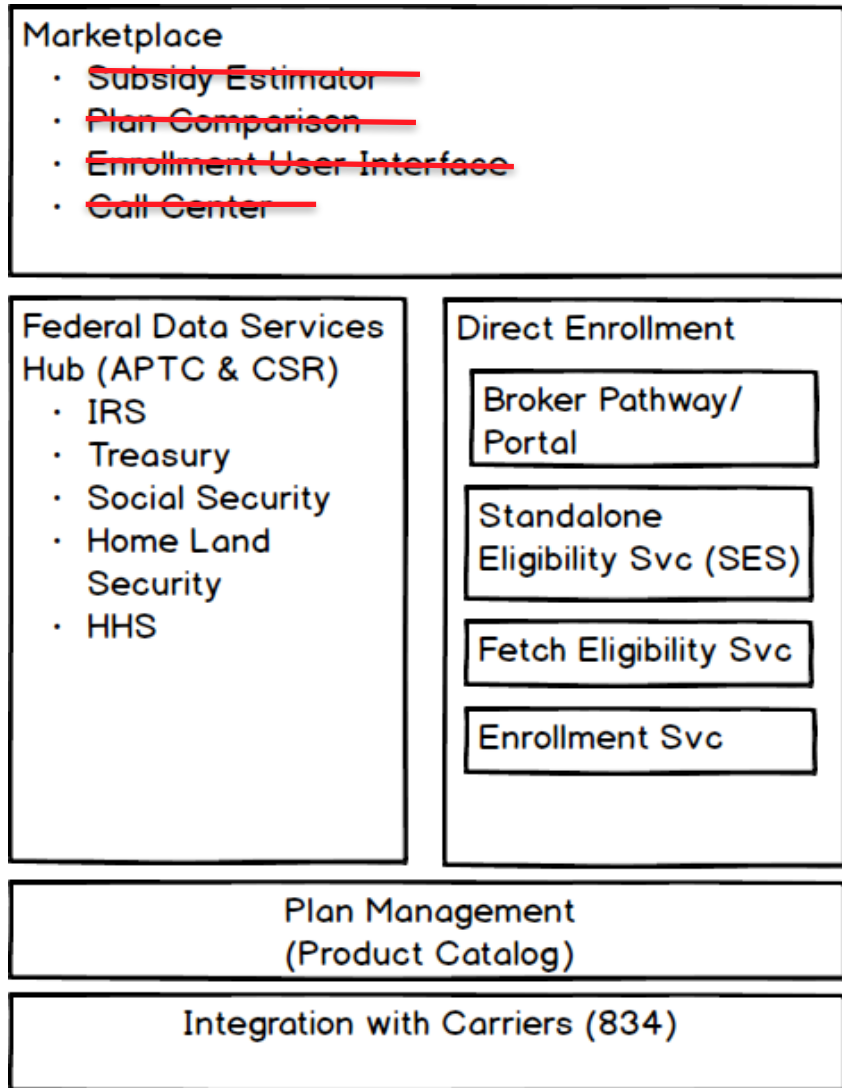 Marketplace
· Subsidy Estimator
· Plan Comparison
· Enrollment User Interface
· Call Center
Federal Data Services
Hub (APTC & CSR)
· IRS
· Treasury
· Social Security
· Home Land
Security
· HHS
Direct Enrollment
Broker Pathway/
Portal
Standalone
Eligibility Svc (SES)
Fetch Eligibility Svc
Enrollment Svc
Plan Management
(Product Catalog)
Integration with Carriers (834)